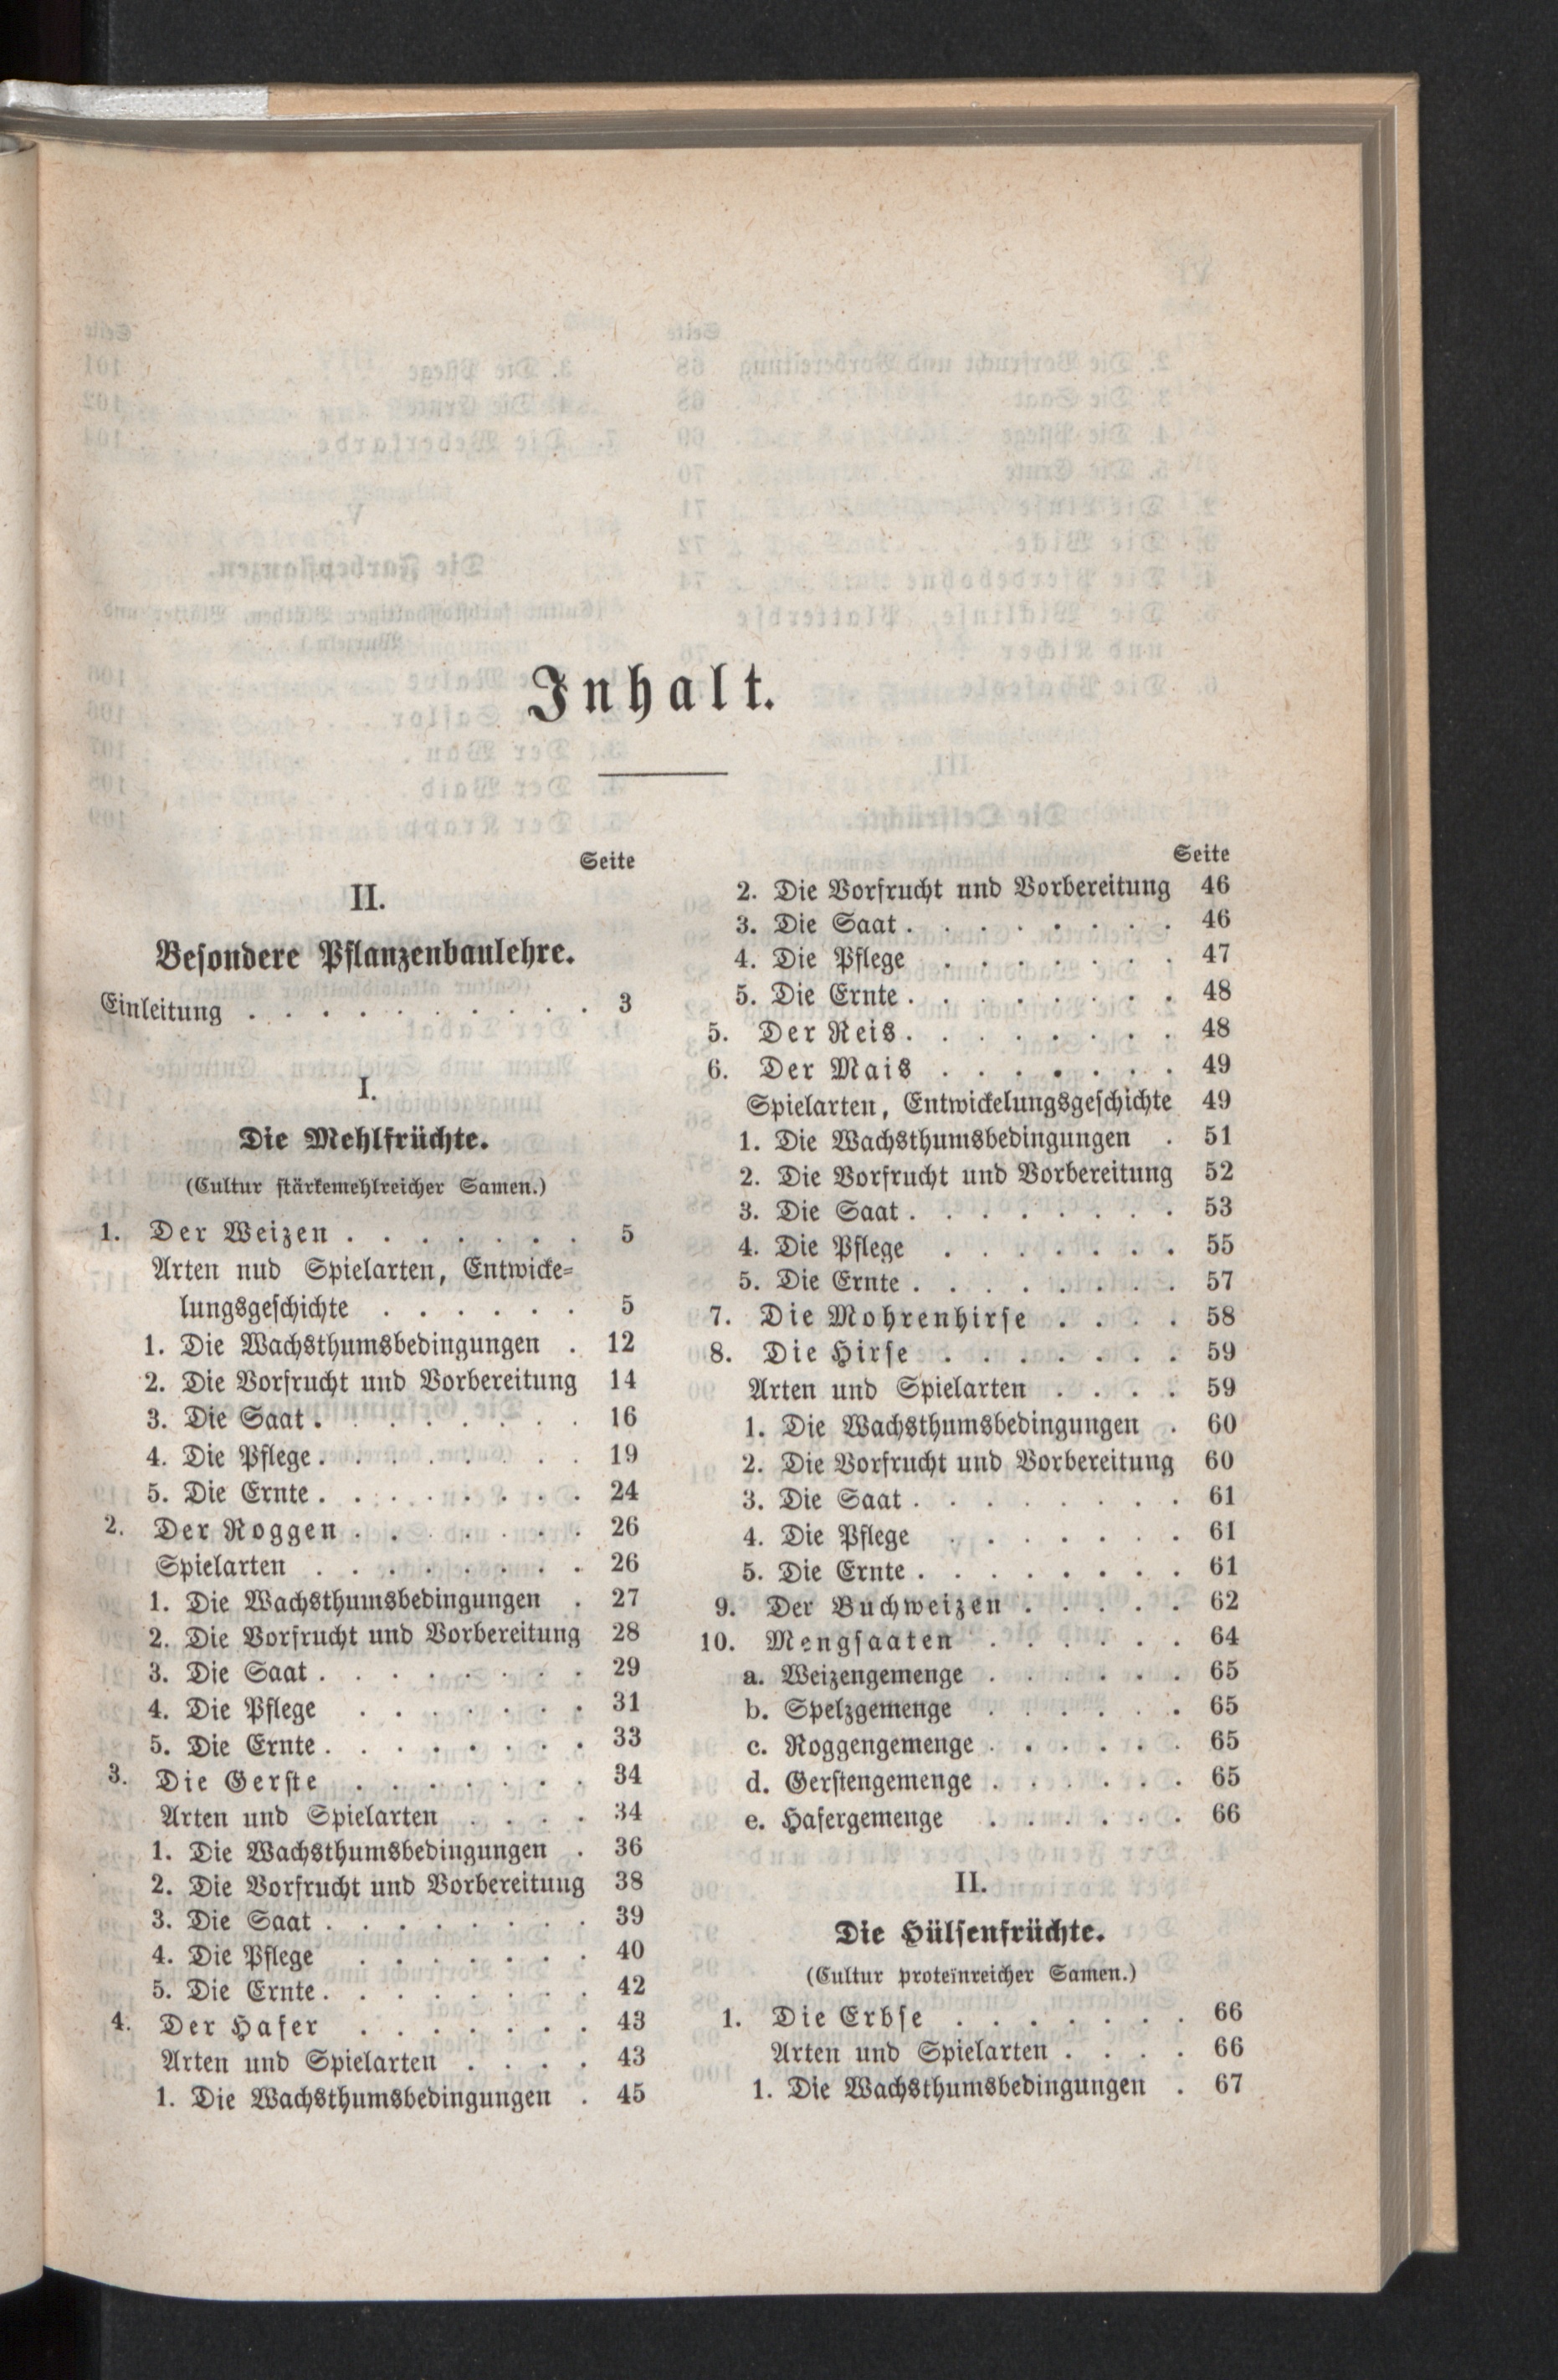 Inhalt.
Seite
II.
Besondere Pflanzenbaulehre.
Einleitung . . . . . . . . . . 3
I.
Die Mehlfrüchte.
(Cultur stärkemehlreicher Samen.)
1. Der Weizen . . . . . . . 5
Arten nud Spielarten, Entwicke-
lungsgeschichte . . . . . . 5
1. Die Wachsthumsbedingungen . 12
2. Die Vorfrucht und Vorbereitung 14
3. Die Saat . . . . . . . . 16
4. Die Pflege . . . . . . . . 19
5. Die Ernte . . . . . . . . 24
2. Der Roggen . . . . . . . 26
Spielarten . . . . . . . . 26
1. Die Wachsthumsbedingungen . 27
2. Die Vorfrucht und Vorbereitung 28
3. Die Saat . . . . . . . . 29
4. Die Pflege . . . . . . . 31
5. Die Ernte . . . . . . . . 33
3. Die Gerste . . . . . . . 34
Arten und Spielarten . . . . 34
1. Die Wachsthumsbedingungen . 36
2. Die Vorfrucht und Vorbereitung 38
3. Die Saat . . . . . . . . 39
4. Die Pflege . . . . . . . 40
5. Die Ernte . . . . . . . . 42
4. Der Hafer . . . . . . . 43
Arten und Spielarten . . . . 43
1. Die Wachsthumsbedingungen . 45
Seite
2. Die Vorfrucht und Vorbereitung 46
3. Die Saat . . . . . . . . 46
4. Die Pflege . . . . . . . 47
5. Die Ernte . . . . . . . . 48
5. Der Reis . . . . . . . . 48
6. Der Mais . . . . . . . 49
Spielarten, Entwickelungsgeschichte 49
1. Die Wachsthumsbedingungen . 51
2. Die Vorfrucht und Vorbereitung 52
3. Die Saat . . . . . . . . 53
4. Die Pflege . . . . . . . 55
5. Die Ernte . . . . . . . . 57
7. Die Mohrenhirse . . . . 58
8. Die Hirse . . . . . . . 59
Arten und Spielarten . . . . 59
1. Die Wachsthumsbedingungen . 60
2. Die Vorfrucht und Vorbereitung 60
3. Die Saat . . . . . . . . 61
4. Die Pflege . . . . . . . 61
5. Die Ernte . . . . . . . . 61
9. Der Buchweizen . . . . . 62
10. Mengsaaten . . . . . . 64
a. Weizengemenge . . . . . . 65
b. Spelzgemenge . . . . . . 65
c. Roggengemenge . . . . . . 65
d. Gerstengemenge . . . . . . 65
e. Hafergemenge . . . . . . 66
II.
Die Hülsenfrüchte.
(Cultur proteïnreicher Samen.)
1. Die Erbse . . . . . . . 66
Arten und Spielarten . . . . 66
1. Die Wachsthumsbedingungen . 67